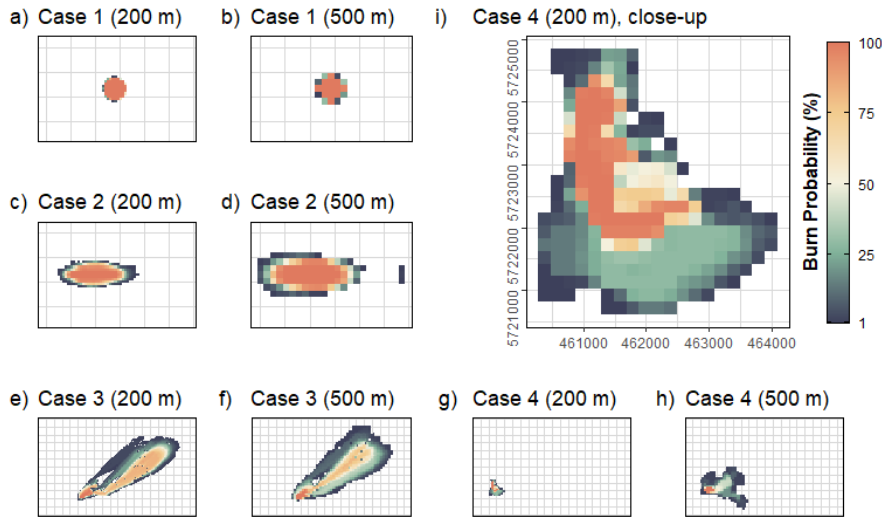 a) Case 1 (200 m)
b) Case 1 (500 m)
i) Case 4 (200 m), close-up
c) Case 2 (200 m)
d) Case 2 (500 m)
5725000
5724000
5723000
5722000
5721000
461000 462000 463000 464000
Burn Probability (%)
100
75
50
25
1
e) Case 3 (200 m)
f) Case 3 (500 m)
g) Case 4 (200 m)
h) Case 4 (500 m)